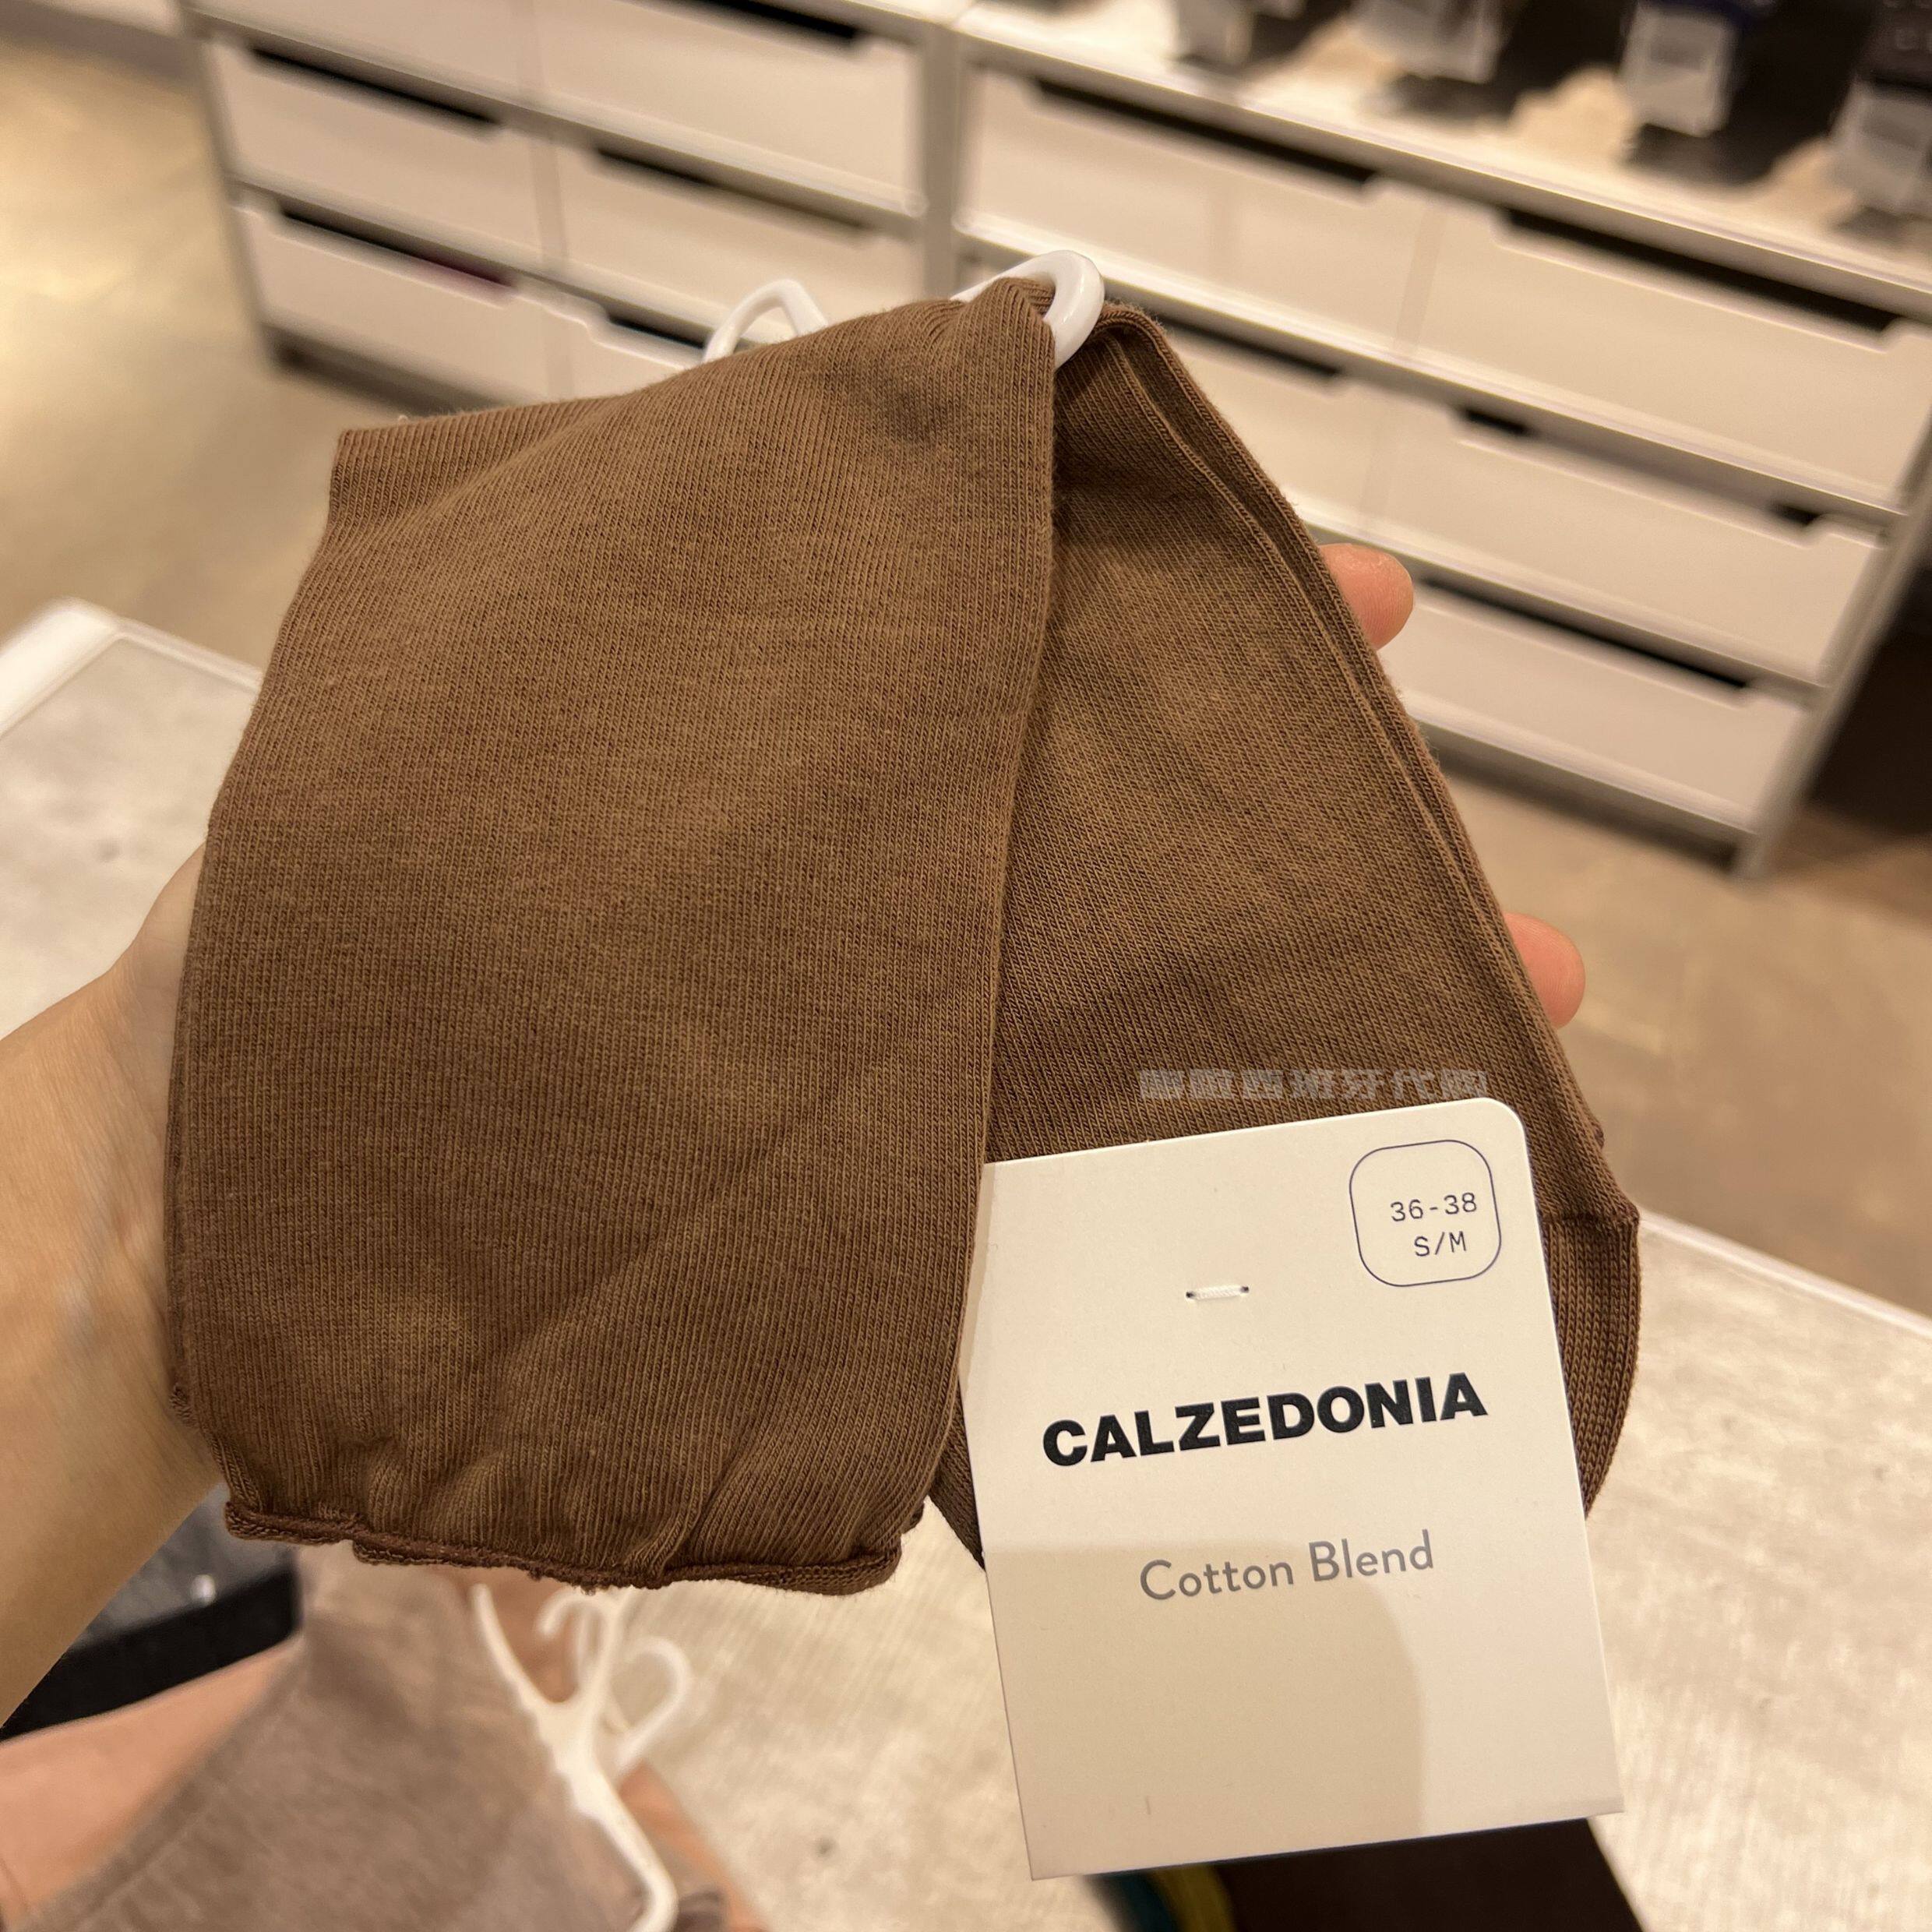 36-38
S/M
CALZEDONIA
Cotton Blend